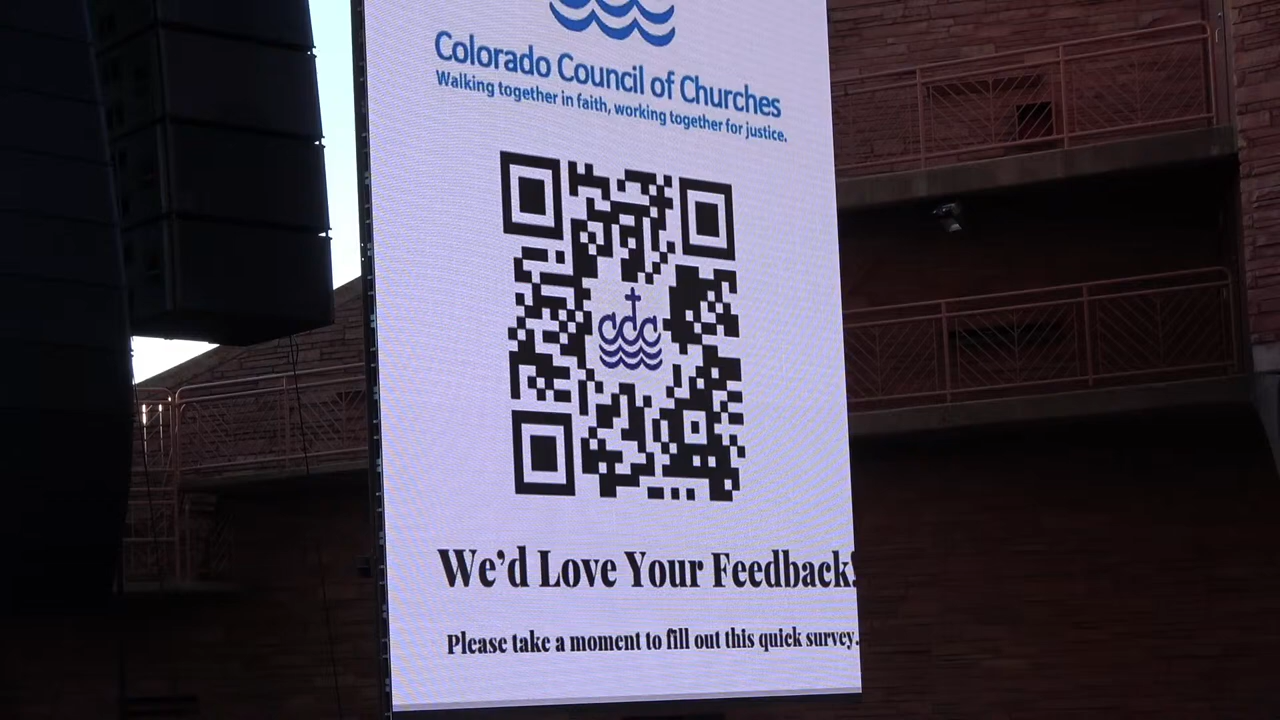 Colorado Council of Churches
Walking together in faith, working together for justice.
cdc
We'd Love Your Feedback!
Please take a moment to fill out this quick survey.